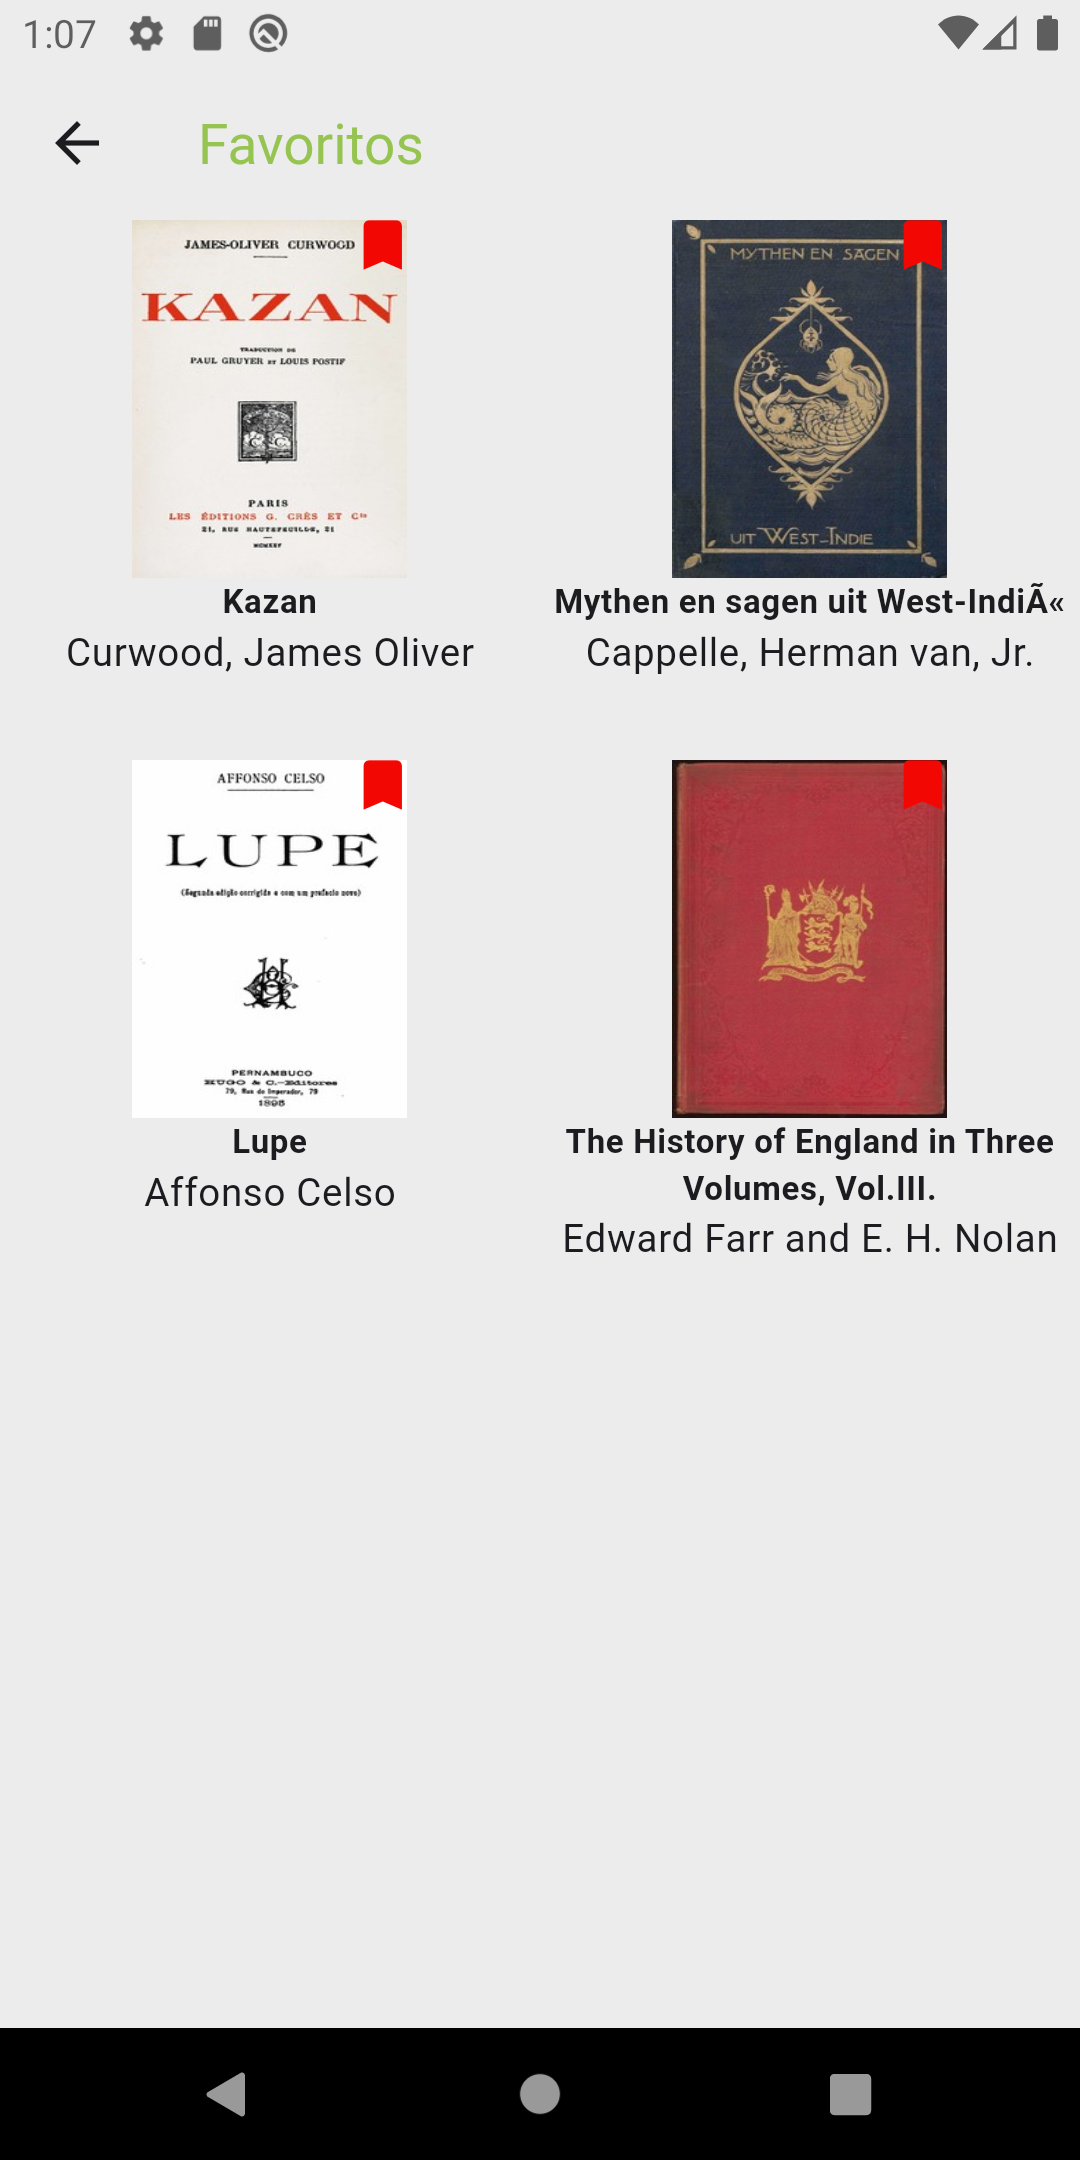 1:07
Favoritos
JAMES-OLIVER CURWOOD
KAZAN
TRADUCTION DE
PAUL GRUYER ET LOUIS POSTIF
PARIS
LES ÉDITIONS G. CRÈS ET Cie
21, RUE HAUTEFEUILLE, 21
MCMXXV
Kazan
Curwood, James Oliver
MYTHEN EN SAGEN
UIT WEST-INDIE
Mythen en sagen uit West-IndiÃ«
Cappelle, Herman van, Jr.
AFFONSO CELSO
LUPE
(Segunda edição corrigida e com um prefacio novo)
PERNAMBUCO
HUGO & C.—Editores
79, Rua do Imperador, 79
1895
Lupe
Affonso Celso
The History of England in Three
Volumes, Vol.III.
Edward Farr and E. H. Nolan